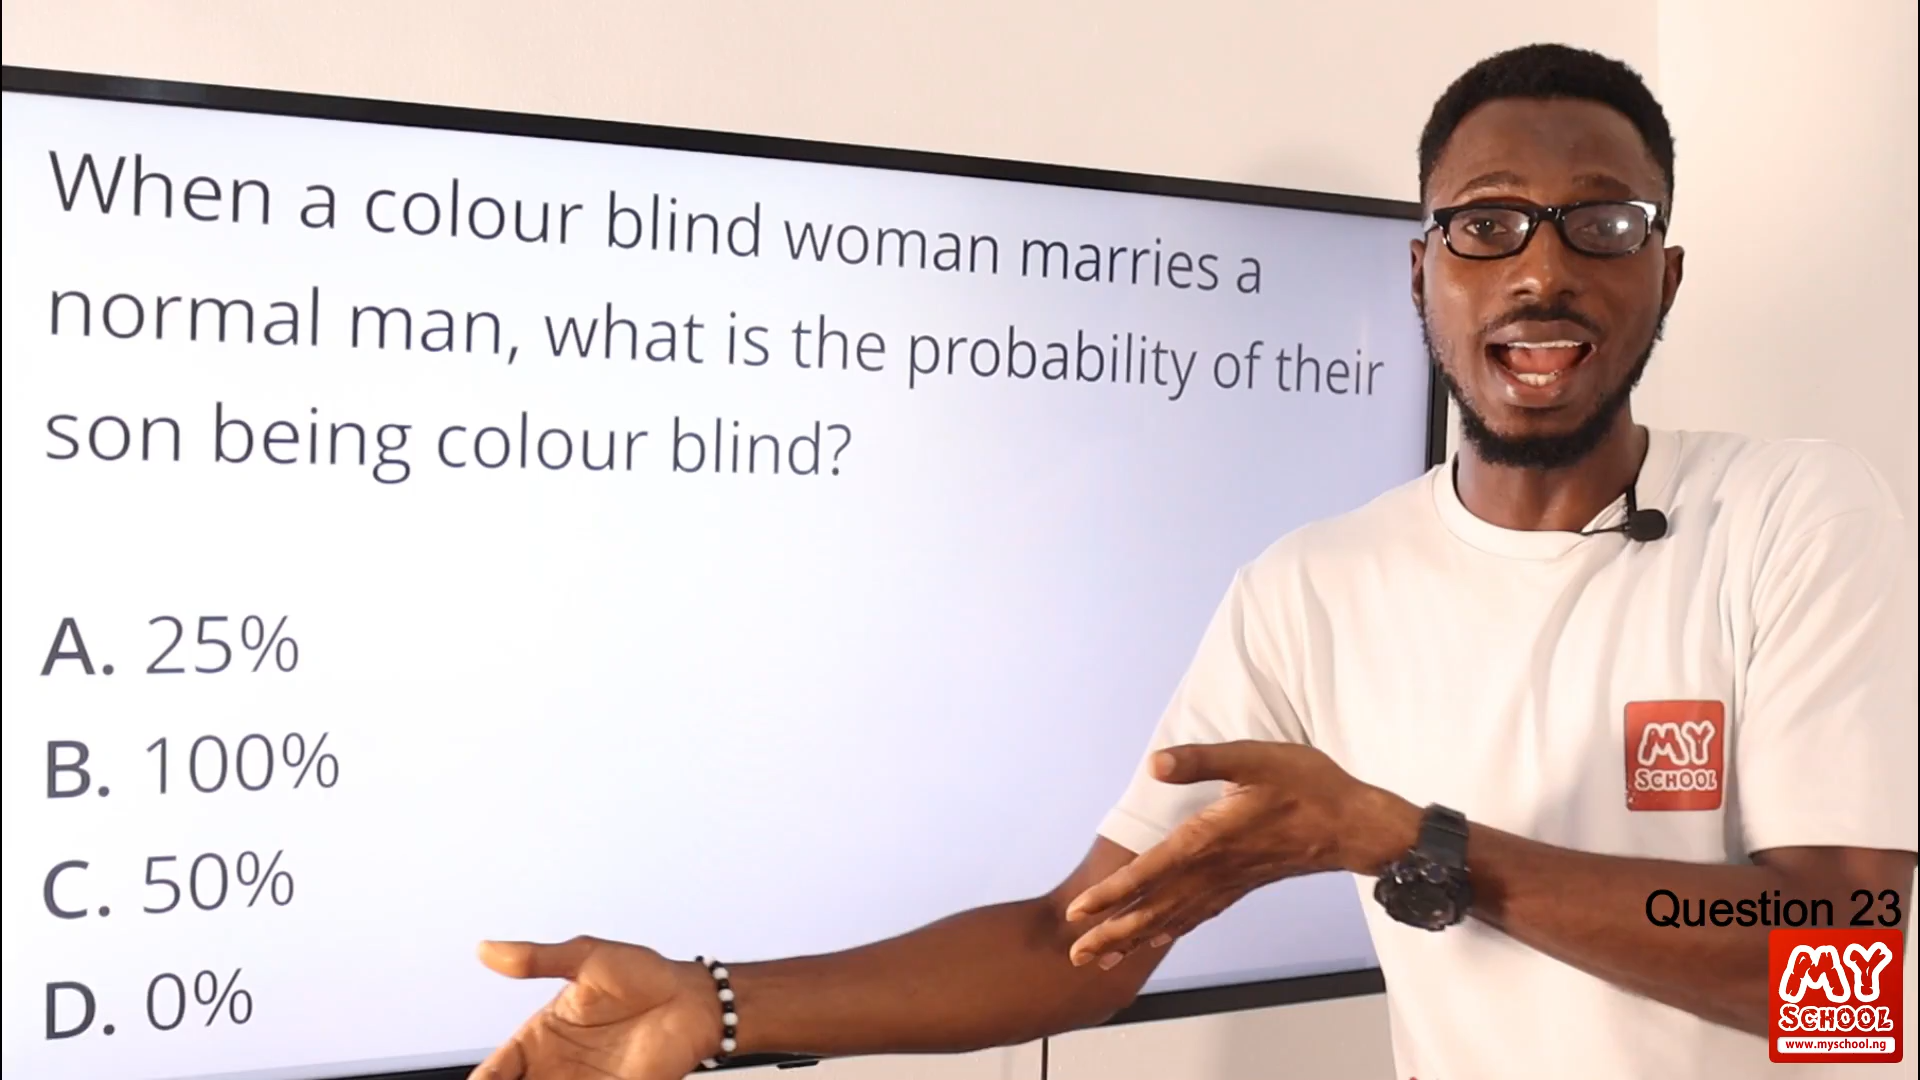 When a colour blind woman marries a
normal man, what is the probability of their
son being colour blind?
A. 25%
B. 100%
C. 50%
D. 0%
MY
SCHOOL
Question 23
MY
SCHOOL
www.myschool.ng